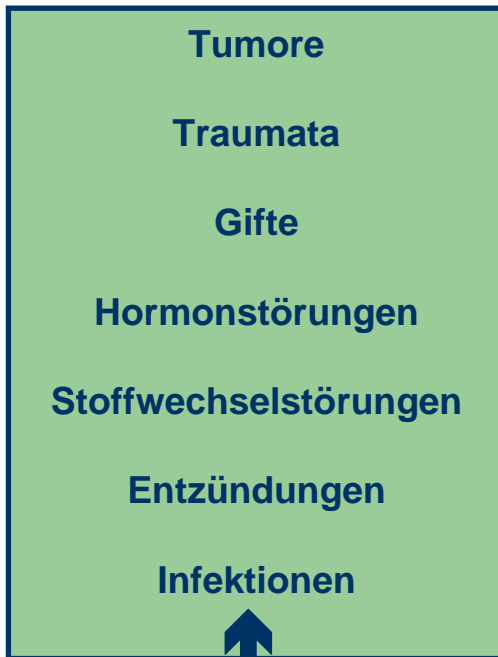 Tumore
Traumata
Gifte
Hormonstörungen
Stoffwechselstörungen
Entzündungen
Infektionen